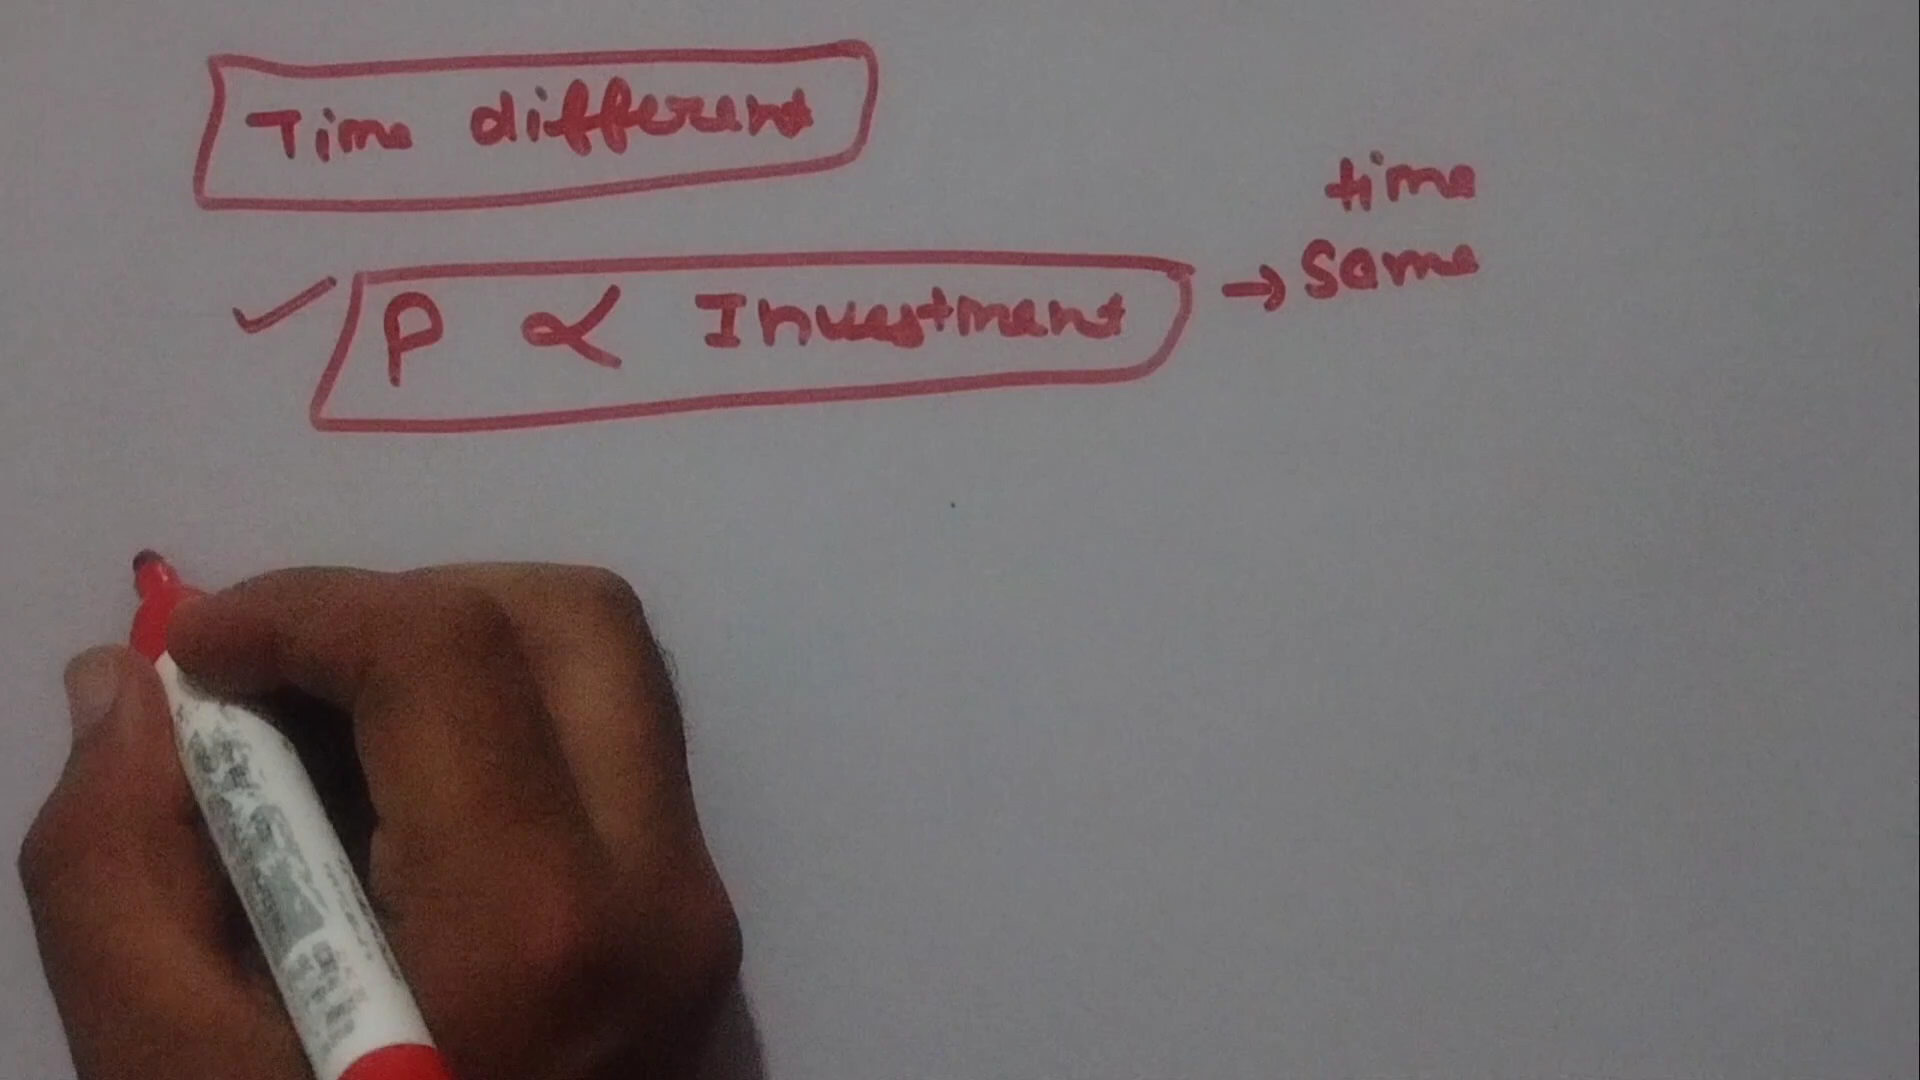 Time different
time
✓ P ∝ Investment → Same